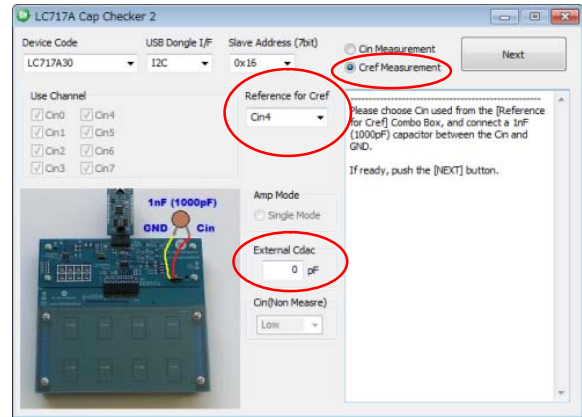 LC717A Cap Checker 2
Device Code
USB Dongle I/F
Slave Address (7bit)
LC717A30
I2C
0x16
Cin Measurement
Cref Measurement
Next
Use Channel
Cin0
Cin4
Cin1
Cin5
Cin2
Cin6
Cin3
Cin7
Reference for Cref
Cin4
Please choose Cin used from the [Reference
for Cref] Combo Box, and connect a 1nF
(1000pF) capacitor between the Cin and
GND.
If ready, push the [NEXT] button.
1nF (1000pF)
GND
Cin
Amp Mode
Single Mode
External Cdac
0 pF
Cin(Non Measre)
Low